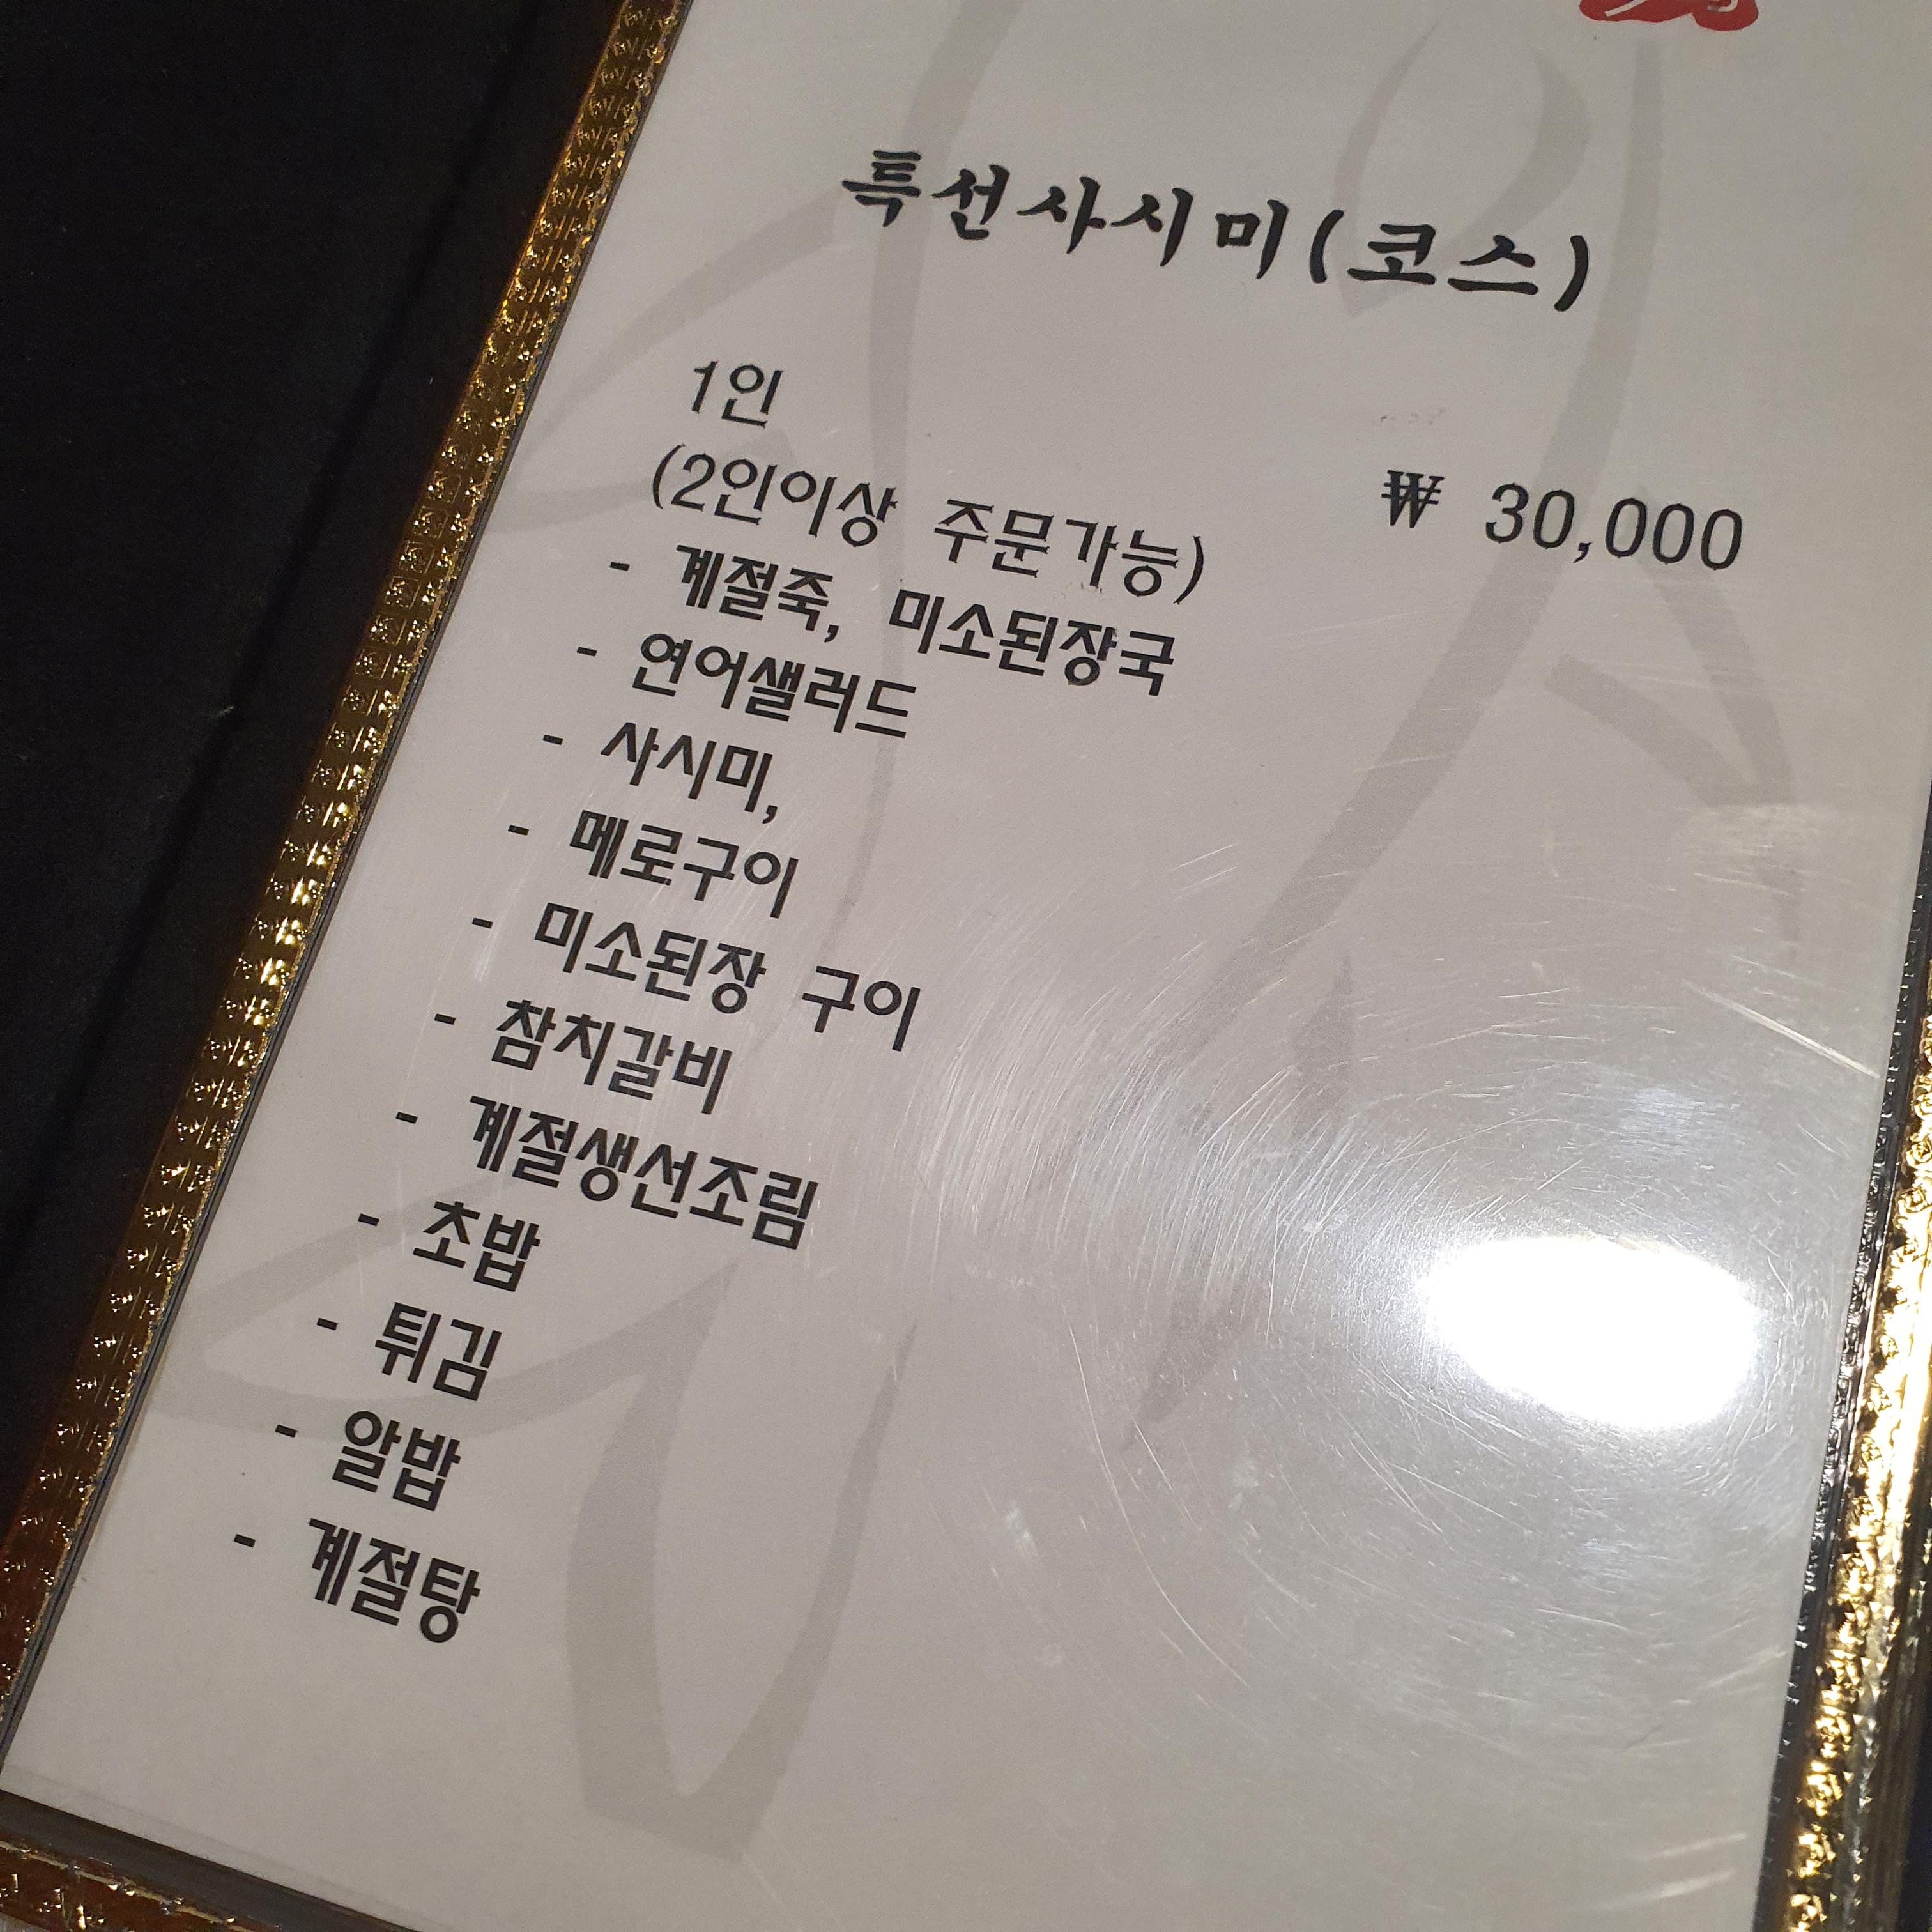 특선사시미(코스)
1인
₩ 30,000
(2인이상 주문가능)
- 계절죽, 미소된장국
- 연어샐러드
- 사시미,
- 메로구이
- 미소된장 구이
- 참치갈비
- 계절생선조림
- 초밥
- 튀김
- 알밥
- 계절탕